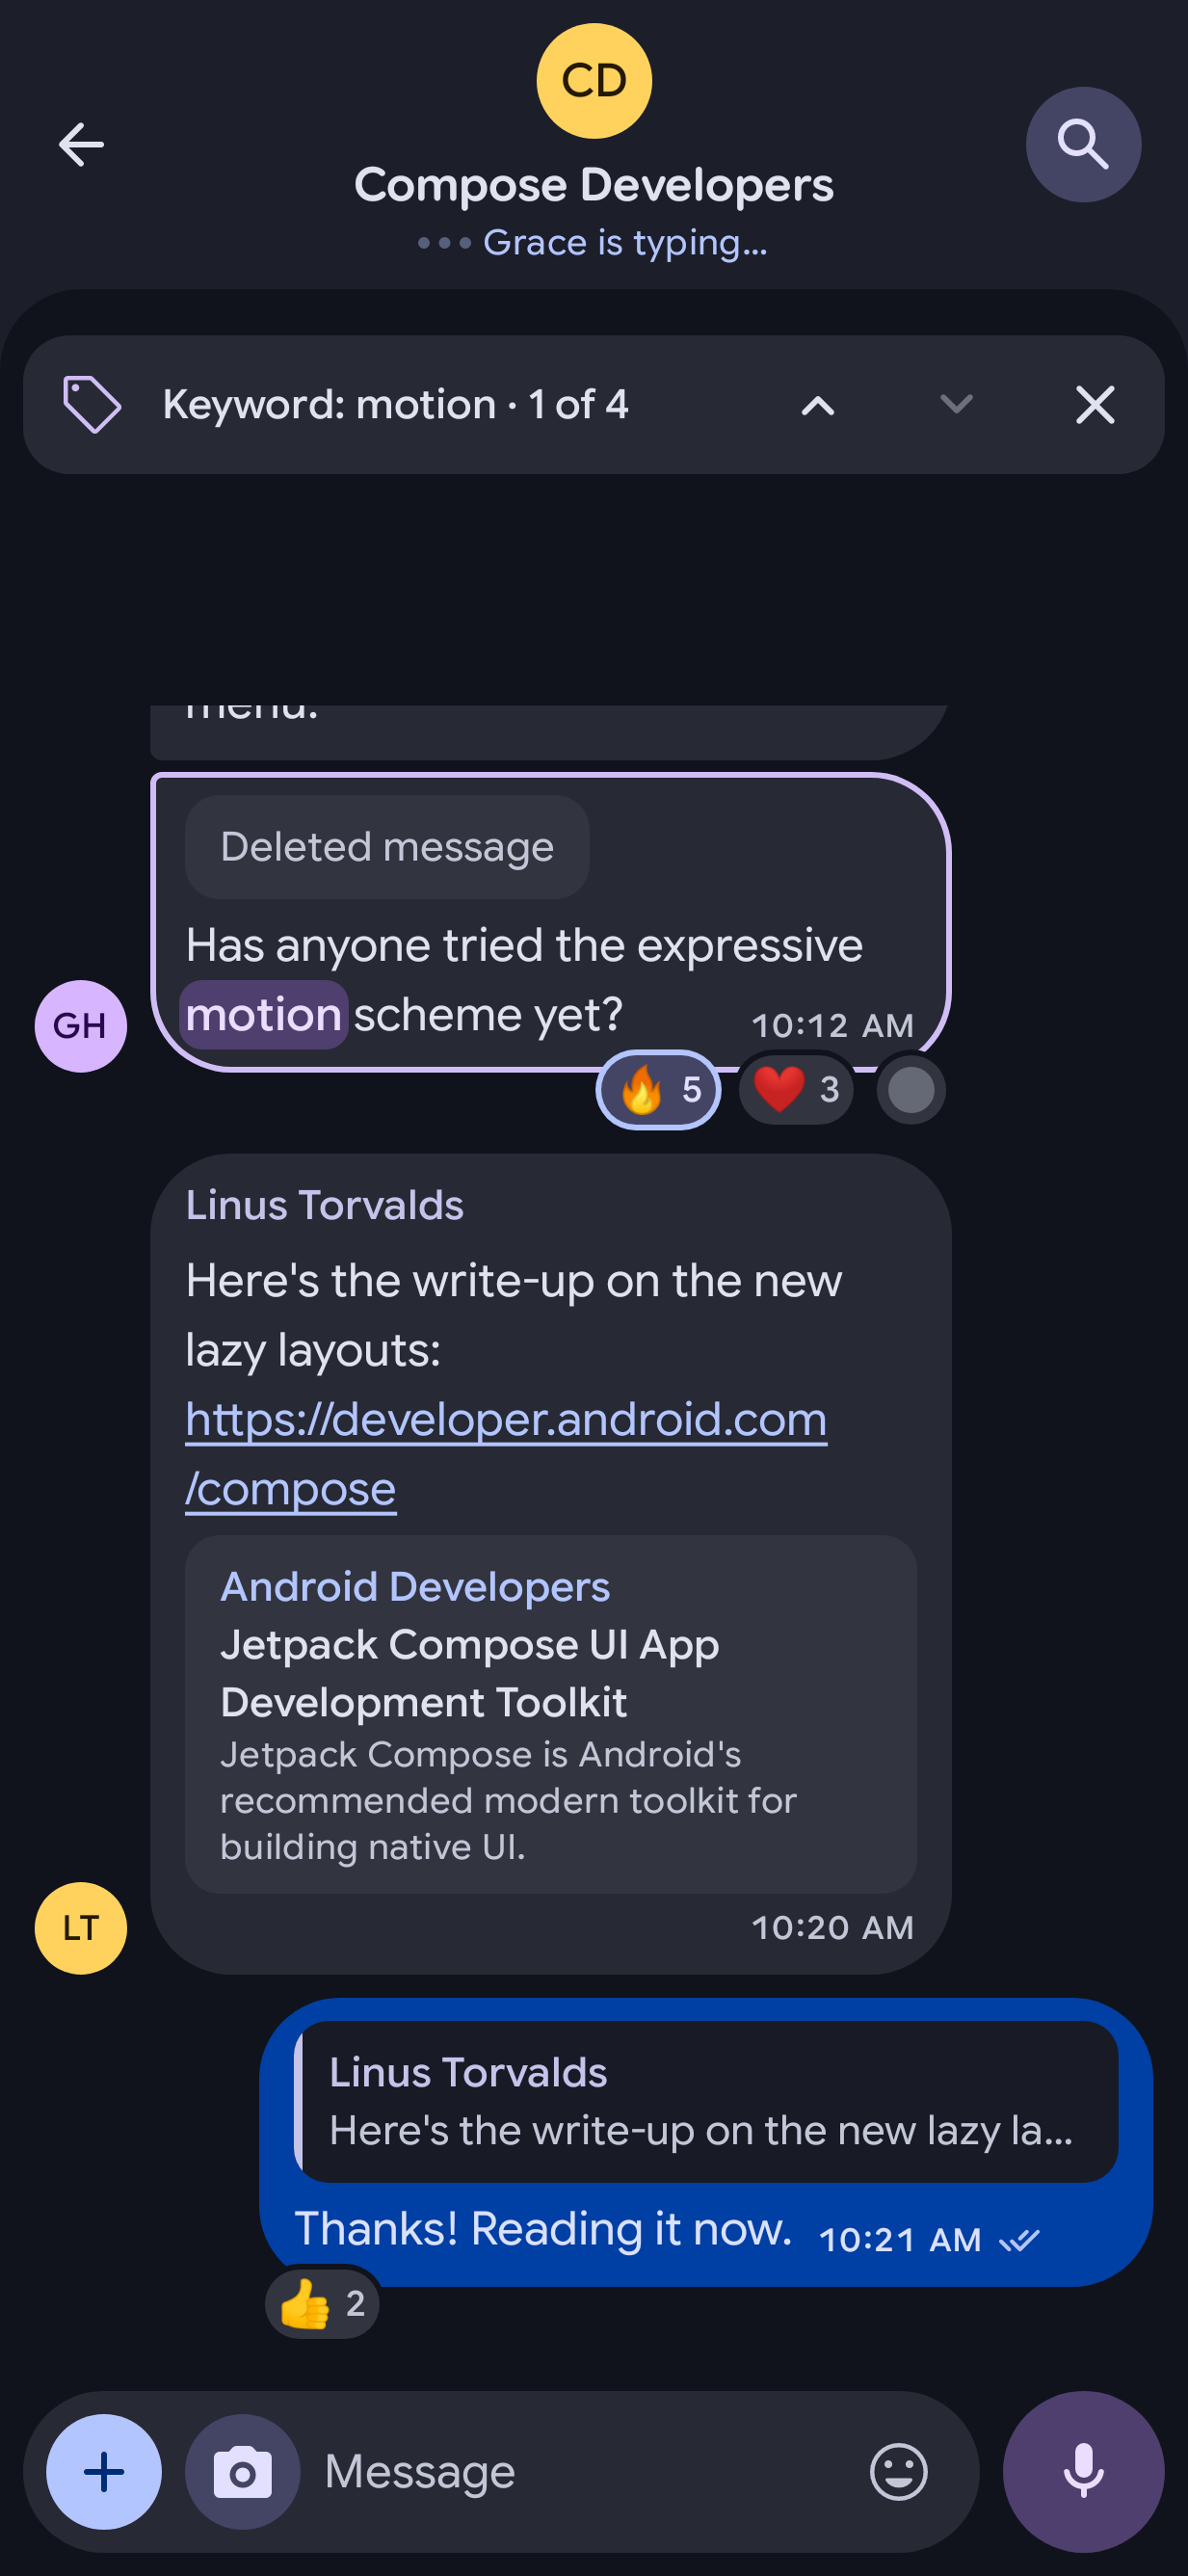 CD
Compose Developers
Grace is typing...
Keyword: motion · 1 of 4
menu.
Deleted message
Has anyone tried the expressive
motion scheme yet?
10:12 AM
GH
5
3
Linus Torvalds
Here's the write-up on the new
lazy layouts:
https://developer.android.com
/compose
Android Developers
Jetpack Compose UI App
Development Toolkit
Jetpack Compose is Android's
recommended modern toolkit for
building native UI.
LT
10:20 AM
Linus Torvalds
Here's the write-up on the new lazy la...
Thanks! Reading it now.
10:21 AM
2
Message